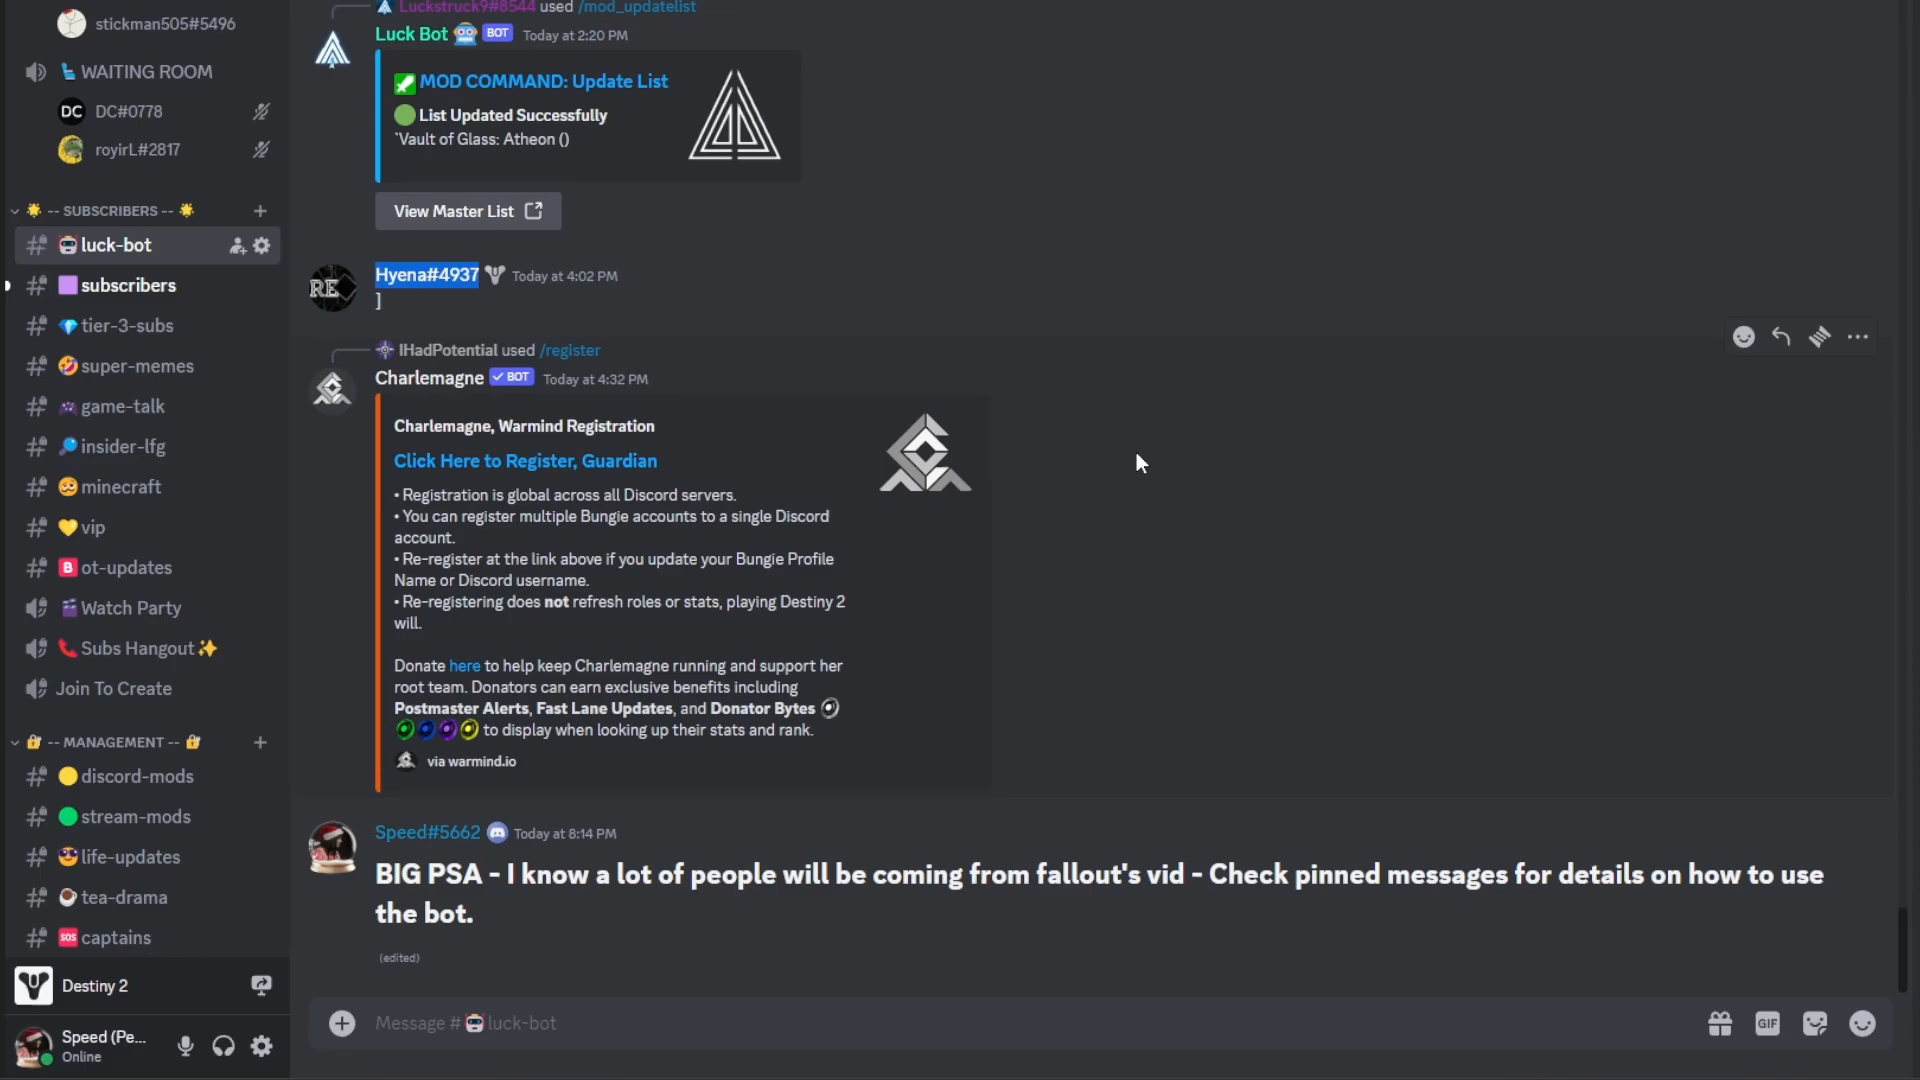 stickman505#5496
WAITING ROOM
DC DC#0778
royirL#2817
-- SUBSCRIBERS --
luck-bot
subscribers
tier-3-subs
super-memes
game-talk
insider-lfg
minecraft
vip
B ot-updates
Watch Party
Subs Hangout
Join To Create
-- MANAGEMENT --
discord-mods
stream-mods
life-updates
tea-drama
SOS captains
Destiny 2
Speed (Pe...
Online
Luckstruck9#8544 used /mod_updatelist
Luck Bot BOT Today at 2:20 PM
MOD COMMAND: Update List
List Updated Successfully
`Vault of Glass: Atheon ()
View Master List
RE Hyena#4937 Today at 4:02 PM
]
IHadPotential used /register
Charlemagne BOT Today at 4:32 PM
Charlemagne, Warmind Registration
Click Here to Register, Guardian
• Registration is global across all Discord servers.
• You can register multiple Bungie accounts to a single Discord
account.
• Re-register at the link above if you update your Bungie Profile
Name or Discord username.
• Re-registering does not refresh roles or stats, playing Destiny 2
will.
Donate here to help keep Charlemagne running and support her
root team. Donators can earn exclusive benefits including
Postmaster Alerts, Fast Lane Updates, and Donator Bytes
to display when looking up their stats and rank.
via warmind.io
Speed#5662 Today at 8:14 PM
BIG PSA - I know a lot of people will be coming from fallout's vid - Check pinned messages for details on how to use
the bot.
(edited)
Message # luck-bot
GIF